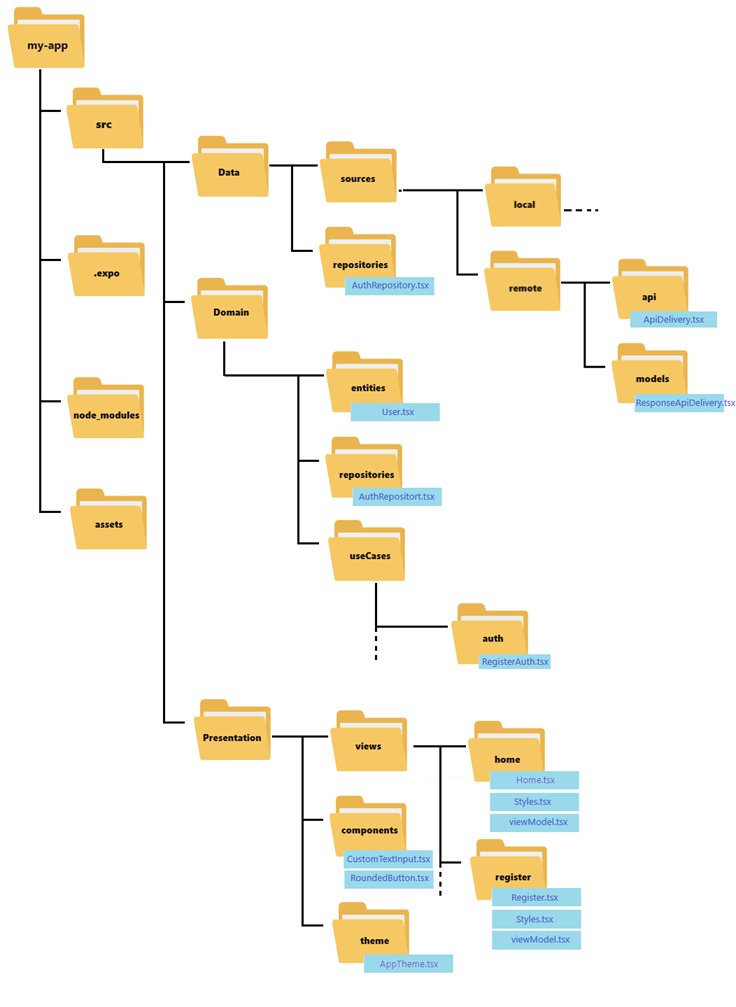 my-app
src
Data
sources
local
repositories
AuthRepository.tsx
remote
api
ApiDelivery.tsx
models
ResponseApiDelivery.tsx
.expo
Domain
entities
User.tsx
repositories
AuthRepositort.tsx
useCases
auth
RegisterAuth.tsx
node_modules
assets
Presentation
views
home
Home.tsx
Styles.tsx
viewModel.tsx
components
CustomTextInput.tsx
RoundedButton.tsx
register
Register.tsx
Styles.tsx
viewModel.tsx
theme
AppTheme.tsx